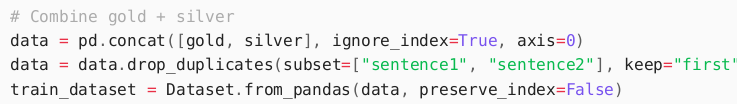 # Combine gold + silver
data = pd.concat([gold, silver], ignore_index=True, axis=0)
data = data.drop_duplicates(subset=["sentence1", "sentence2"], keep="first"
train_dataset = Dataset.from_pandas(data, preserve_index=False)